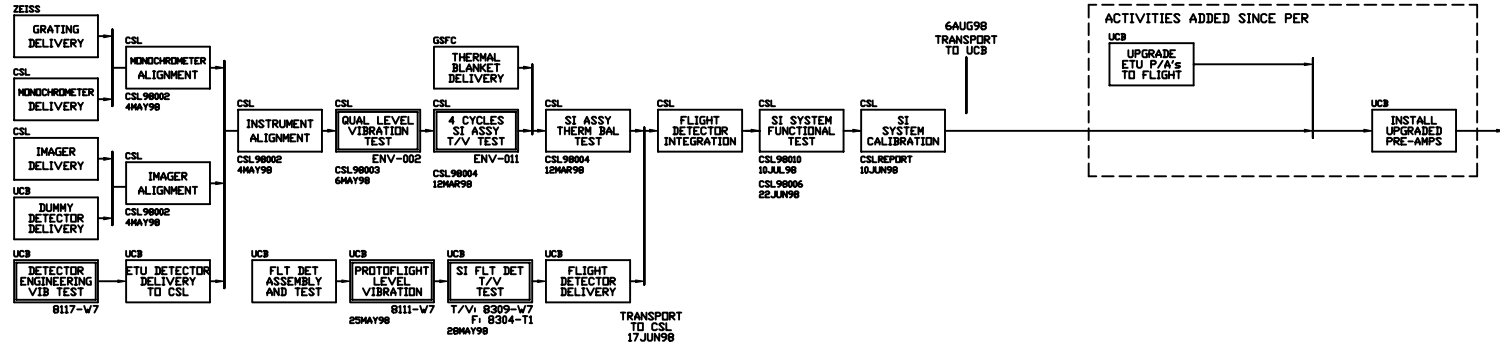 ZEISS
GRATING
DELIVERY
CSL
MONOCHROMETER
DELIVERY
CSL
MONOCHROMETER
ALIGNMENT
CSL98002
4MAY98
CSL
IMAGER
DELIVERY
UCB
DUMMY
DETECTOR
DELIVERY
CSL
IMAGER
ALIGNMENT
CSL98002
4MAY98
UCB
DETECTOR
ENGINEERING
VIB TEST
8117-W7
UCB
ETU DETECTOR
DELIVERY
TO CSL
CSL
INSTRUMENT
ALIGNMENT
CSL98002
4MAY98
CSL
QUAL LEVEL
VIBRATION
TEST
ENV-002
CSL98003
6MAY98
GSFC
THERMAL
BLANKET
DELIVERY
CSL
4 CYCLES
SI ASSY
T/V TEST
ENV-011
CSL98004
12MAR98
CSL
SI ASSY
THERM BAL
TEST
CSL98004
12MAR98
UCB
FLT DET
ASSEMBLY
AND TEST
UCB
PROTOFLIGHT
LEVEL
VIBRATION
8111-W7
25MAY98
UCB
SI FLT DET
T/V
TEST
T/V: 8309-W7
F: 8304-T1
28MAY98
UCB
FLIGHT
DETECTOR
DELIVERY
TRANSPORT
TO CSL
17JUN98
CSL
FLIGHT
DETECTOR
INTEGRATION
CSL
SI SYSTEM
FUNCTIONAL
TEST
CSL98010
10JUL98
CSL98006
22JUN98
CSL
SI
SYSTEM
CALIBRATION
CSLREPORT
10JUN98
6AUG98
TRANSPORT
TO UCB
ACTIVITIES ADDED SINCE PER
UCB
UPGRADE
ETU P/A's
TO FLIGHT
UCB
INSTALL
UPGRADED
PRE-AMPS